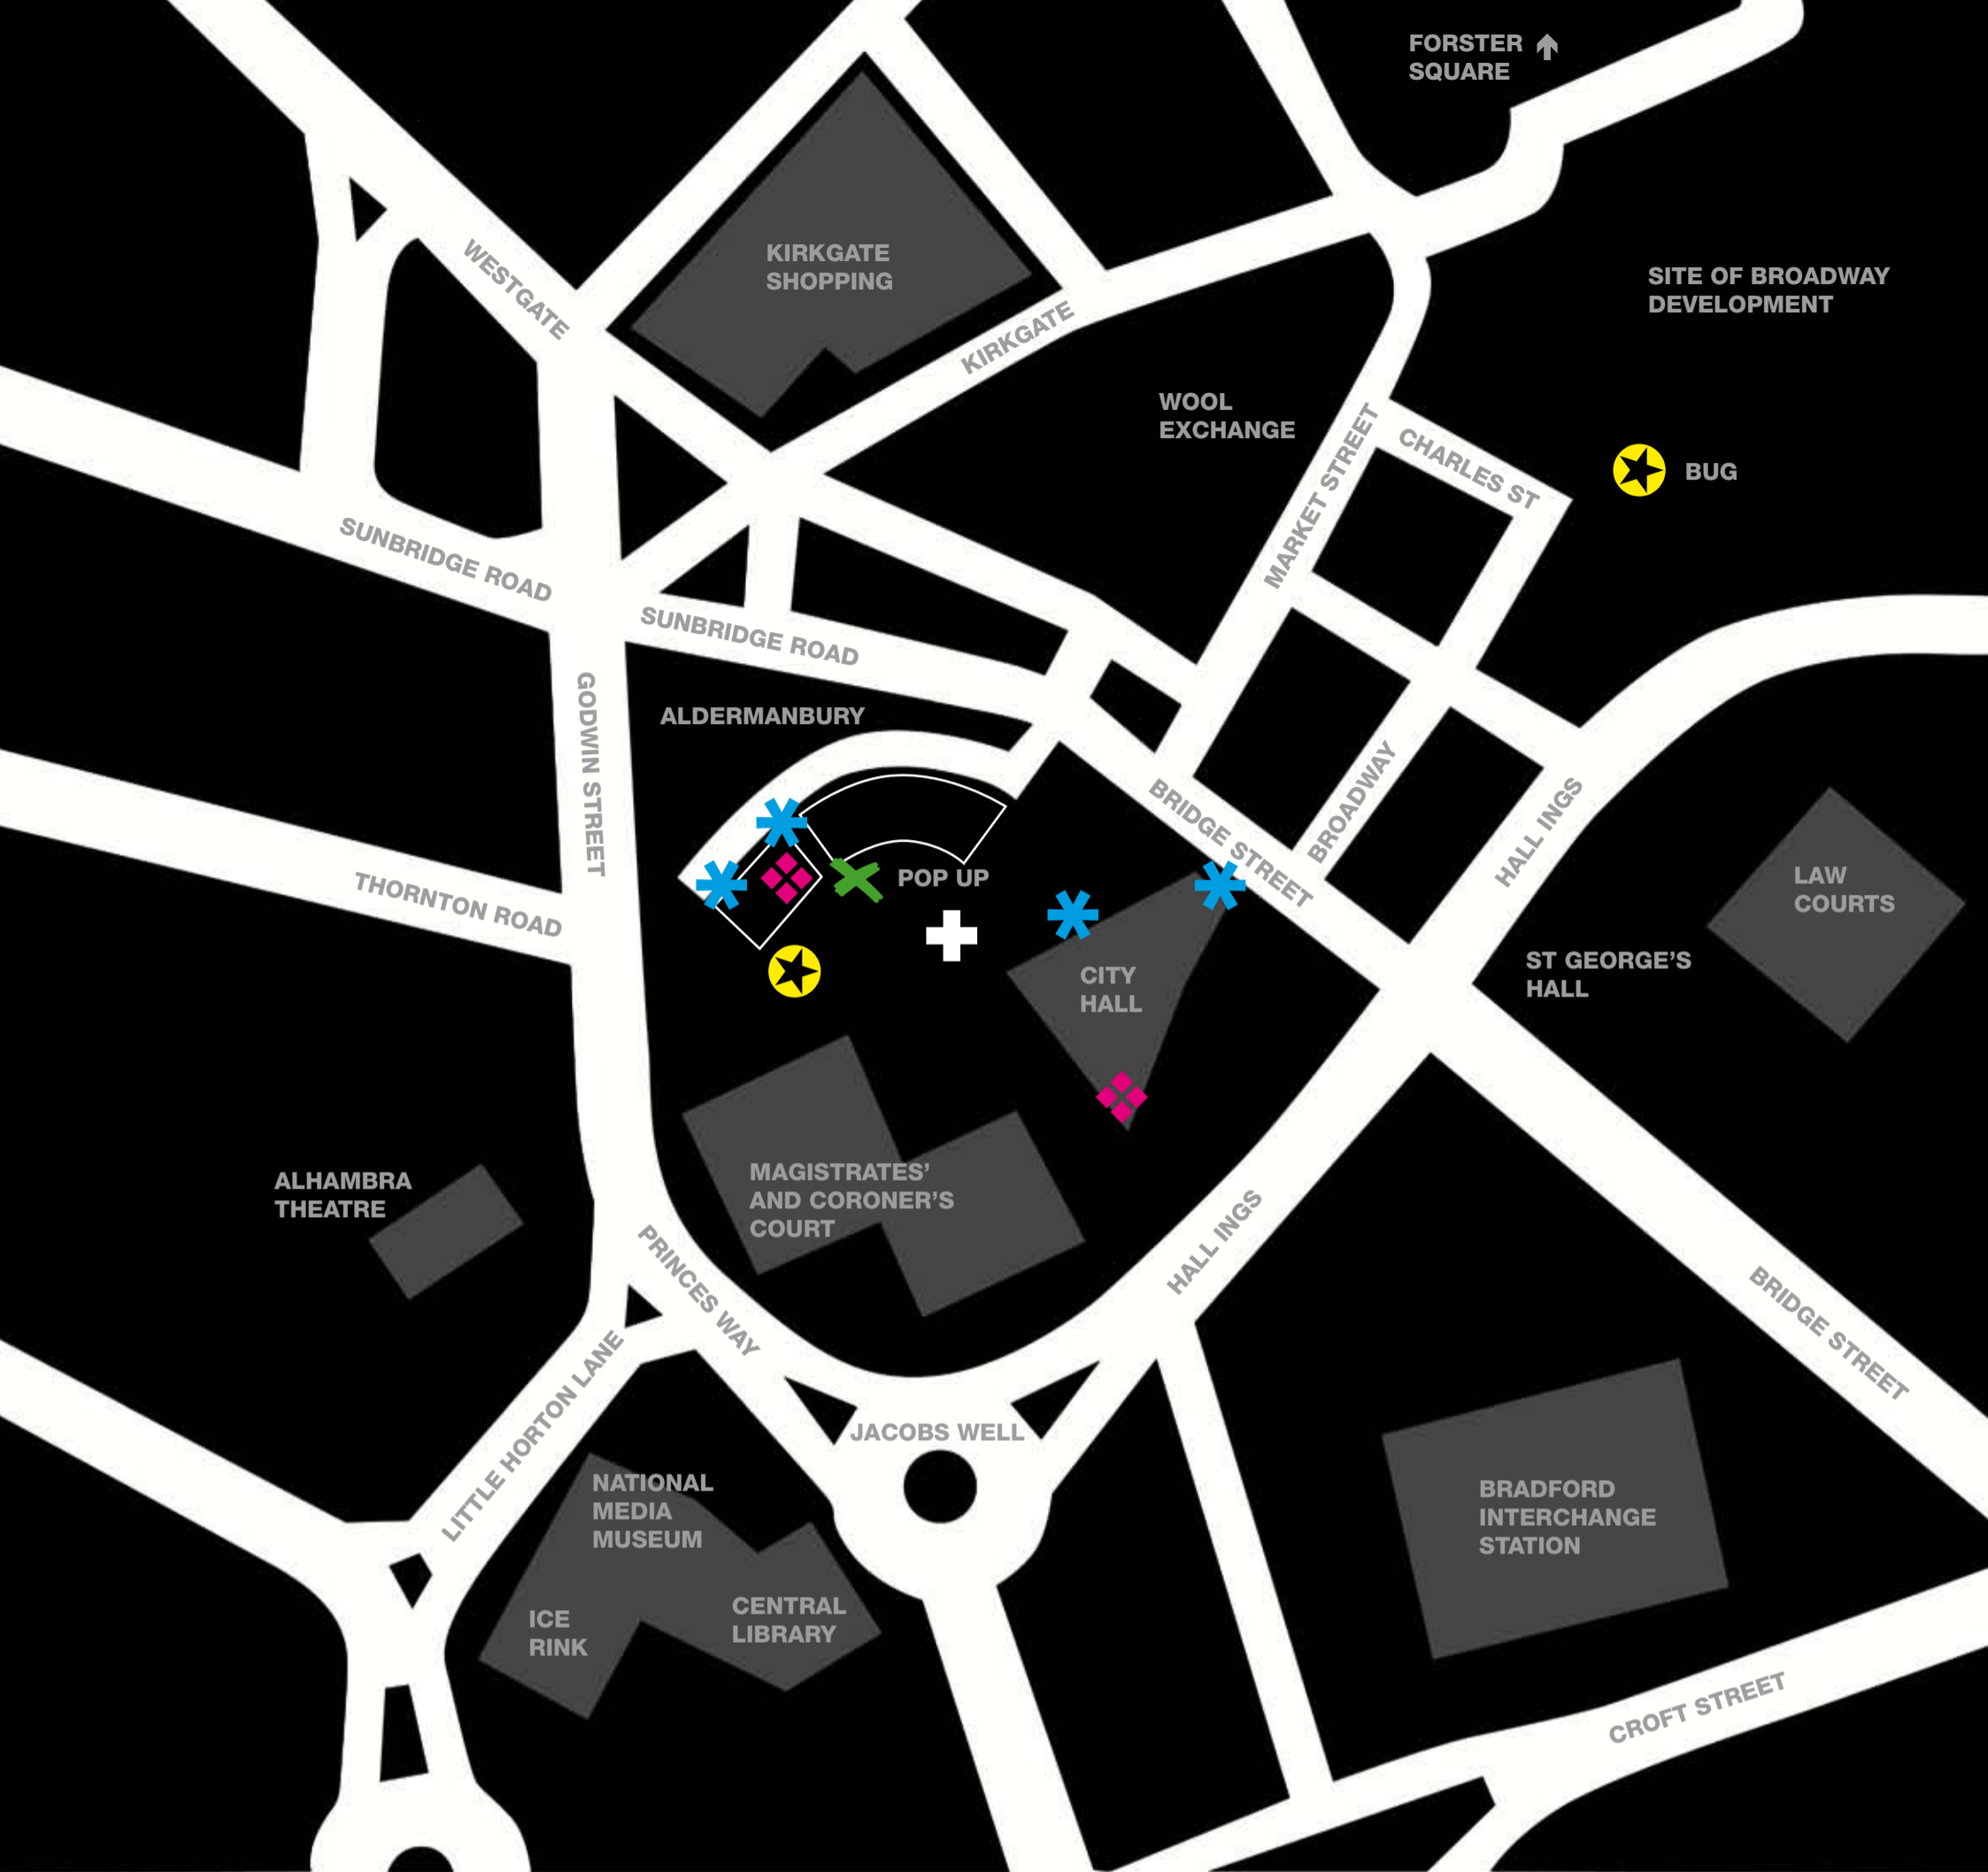 FORSTER
SQUARE
KIRKGATE
SHOPPING
WESTGATE
SITE OF BROADWAY
DEVELOPMENT
KIRKGATE
WOOL
EXCHANGE
MARKET STREET
CHARLES ST
BUG
SUNBRIDGE ROAD
SUNBRIDGE ROAD
GODWIN STREET
ALDERMANBURY
BRIDGE STREET
BROADWAY
HALL INGS
THORNTON ROAD
POP UP
LAW
COURTS
CITY
HALL
ST GEORGE'S
HALL
ALHAMBRA
THEATRE
MAGISTRATES'
AND CORONER'S
COURT
PRINCES WAY
HALL INGS
BRIDGE STREET
LITTLE HORTON LANE
JACOBS WELL
NATIONAL
MEDIA
MUSEUM
BRADFORD
INTERCHANGE
STATION
ICE
RINK
CENTRAL
LIBRARY
CROFT STREET